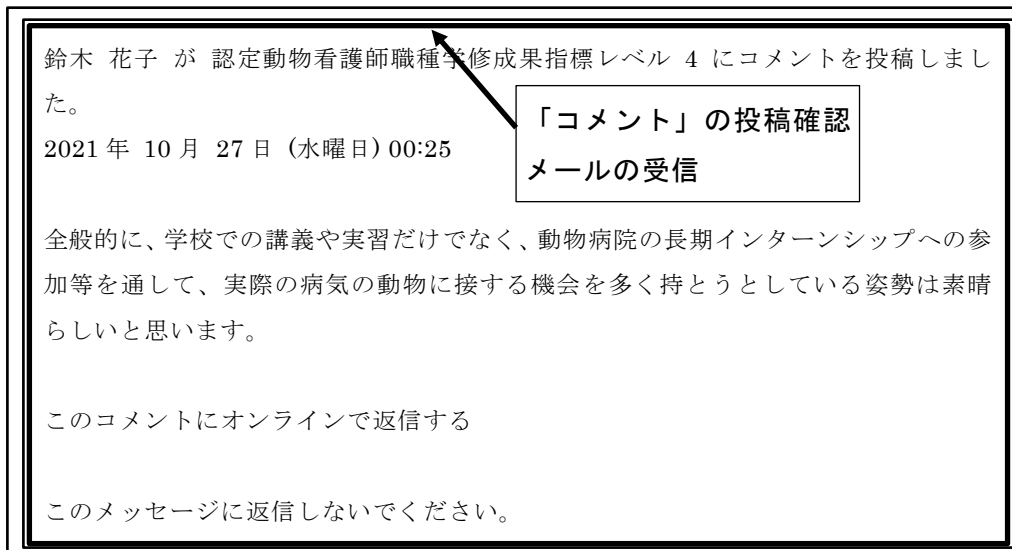 鈴木 花子 が 認定動物看護師職種学修成果指標レベル 4 にコメントを投稿しまし
た。
2021 年 10 月 27 日 (水曜日) 00:25
「コメント」の投稿確認
メールの受信
全般的に、学校での講義や実習だけでなく、動物病院の長期インターンシップへの参
加等を通して、実際の病気の動物に接する機会を多く持とうとしている姿勢は素晴
らしいと思います。
このコメントにオンラインで返信する
このメッセージに返信しないでください。